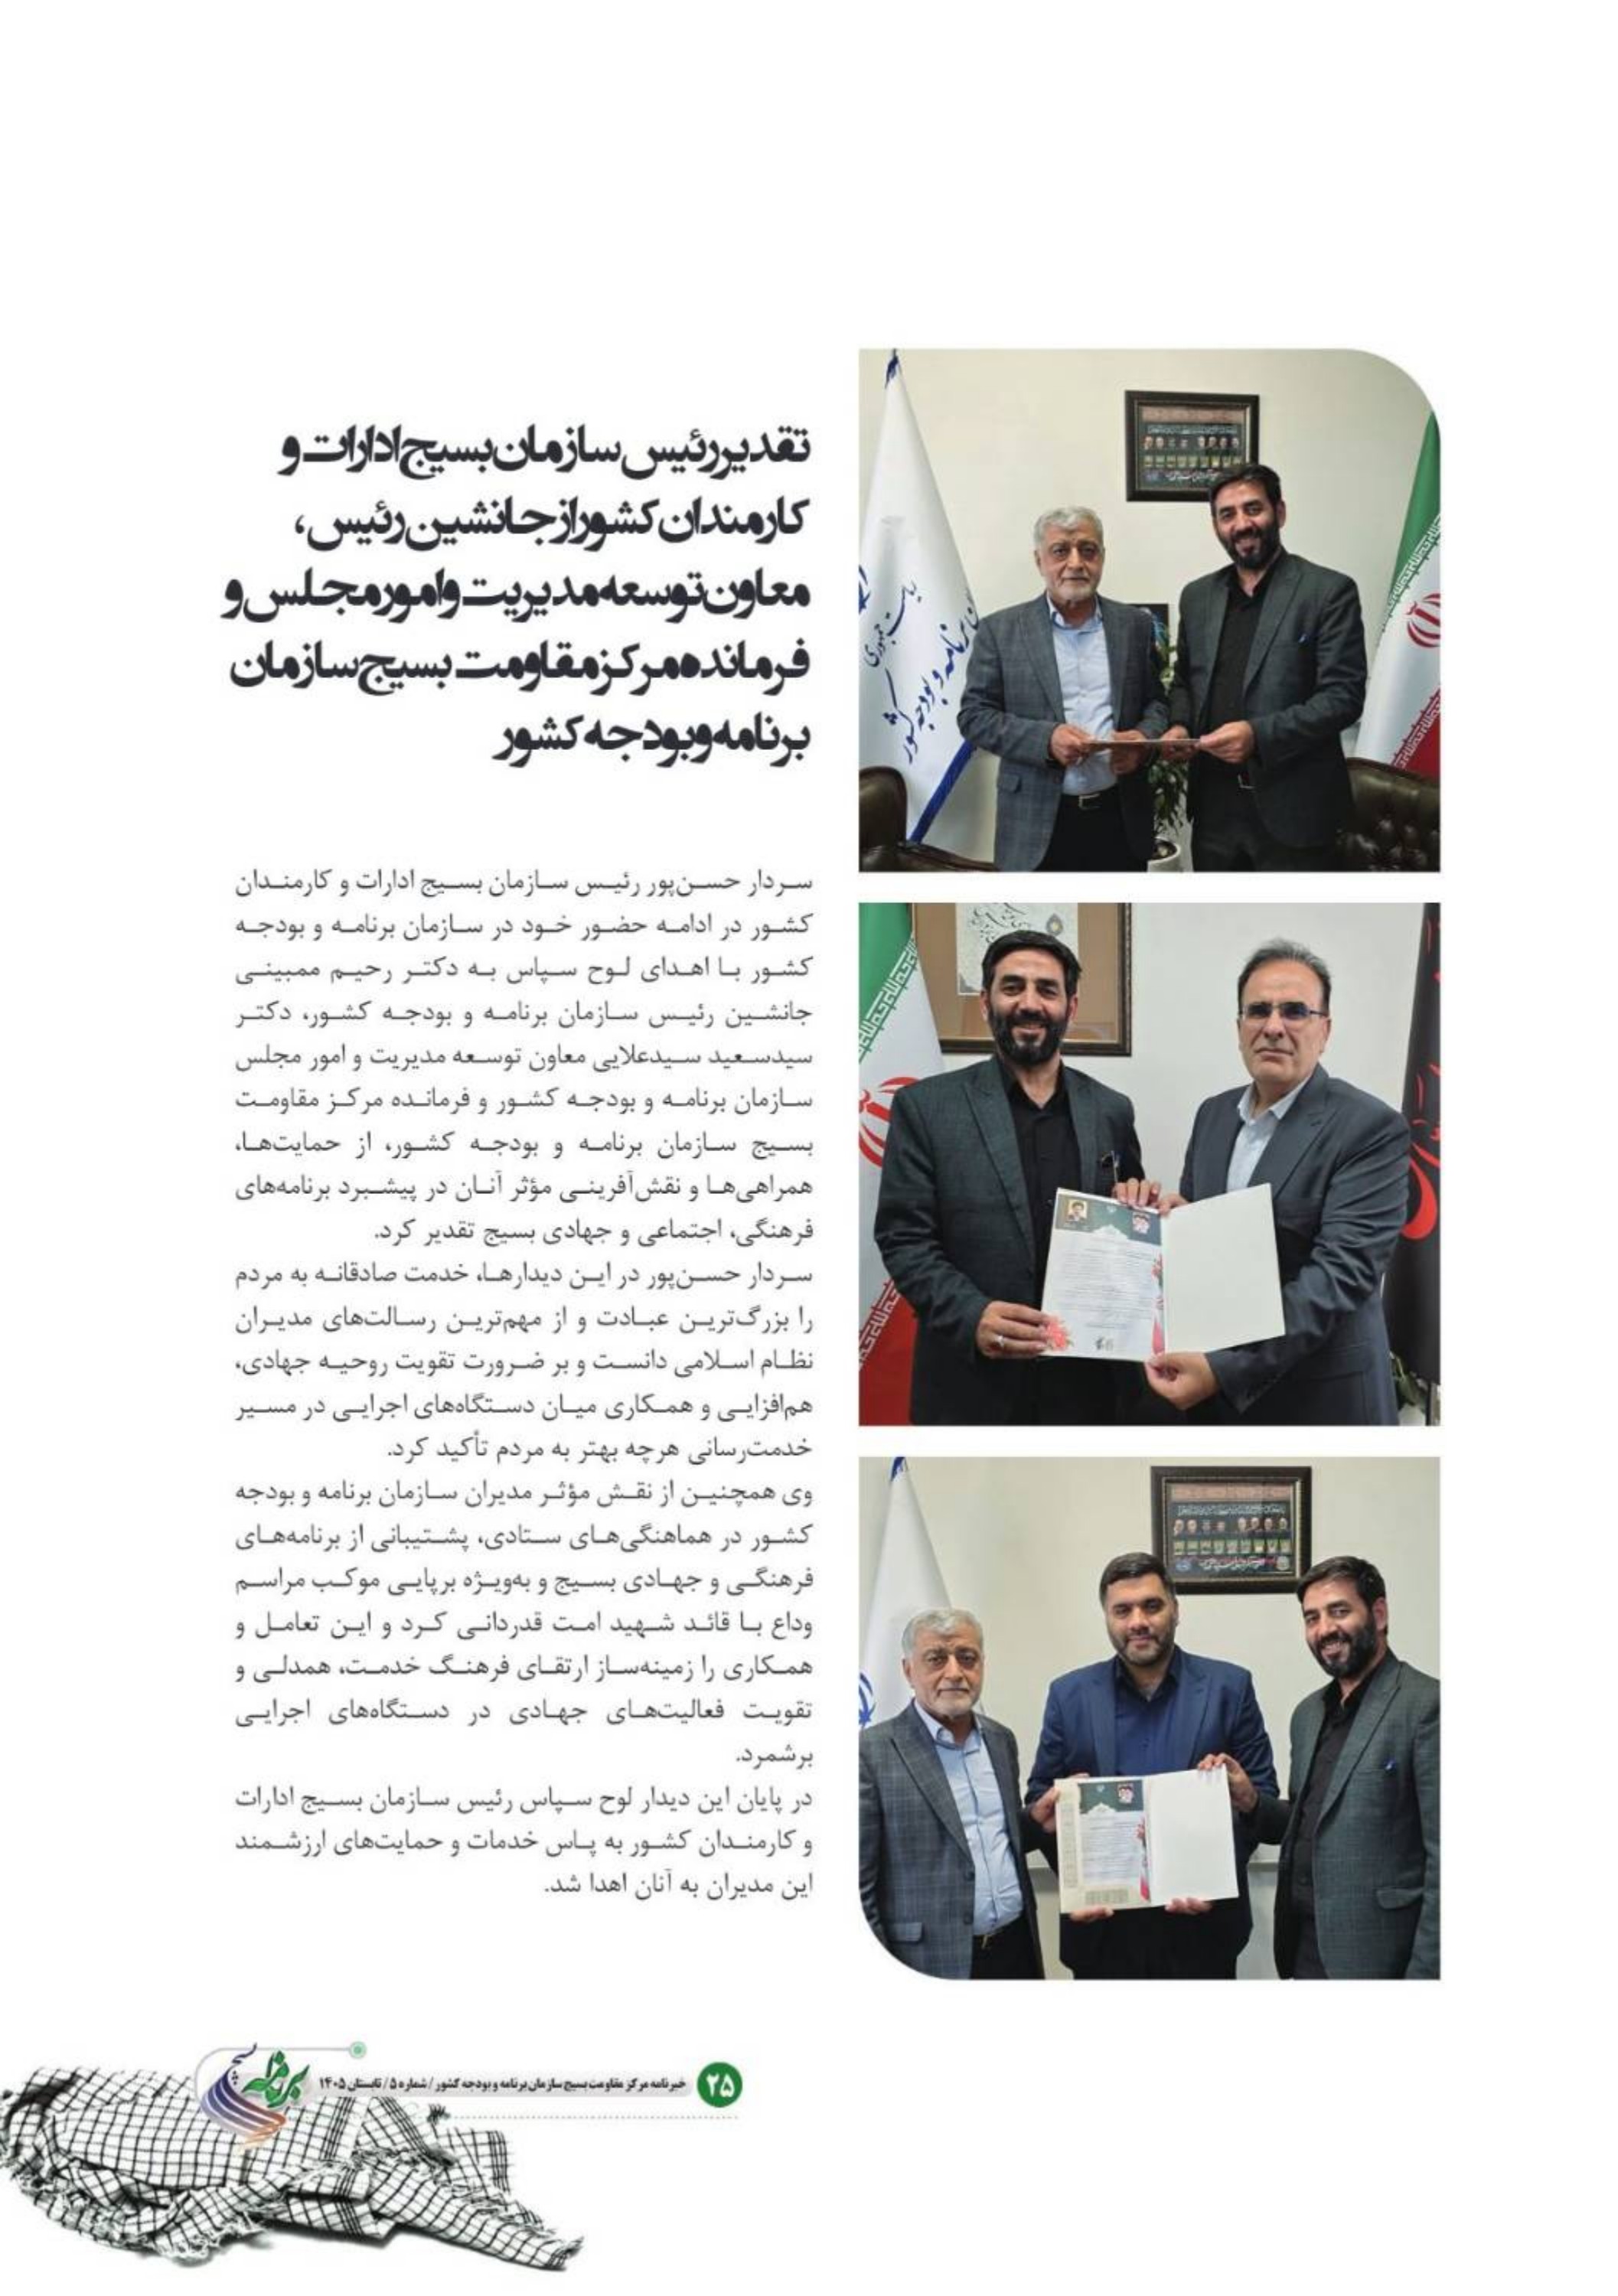 تقدیر رئیس سازمان بسیج ادارات و
کارمندان کشور از جانشین رئیس،
معاون توسعه مدیریت و امور مجلس و
فرمانده مرکز مقاومت بسیج سازمان
برنامه و بودجه کشور
سردار حسن‌پور رئیس سازمان بسیج ادارات و کارمندان
کشور در ادامه حضور خود در سازمان برنامه و بودجه
کشور با اهدای لوح سپاس به دکتر رحیم ممبینی
جانشین رئیس سازمان برنامه و بودجه کشور، دکتر
سیدسعید سیدعلایی معاون توسعه مدیریت و امور مجلس
سازمان برنامه و بودجه کشور و فرمانده مرکز مقاومت
بسیج سازمان برنامه و بودجه کشور، از حمایت‌ها،
همراهی‌ها و نقش‌آفرینی مؤثر آنان در پیشبرد برنامه‌های
فرهنگی، اجتماعی و جهادی بسیج تقدیر کرد.
سردار حسن‌پور در این دیدارها، خدمت صادقانه به مردم
را بزرگ‌ترین عبادت و از مهم‌ترین رسالت‌های مدیران
نظام اسلامی دانست و بر ضرورت تقویت روحیه جهادی،
هم‌افزایی و همکاری میان دستگاه‌های اجرایی در مسیر
خدمت‌رسانی هرچه بهتر به مردم تأکید کرد.
وی همچنین از نقش مؤثر مدیران سازمان برنامه و بودجه
کشور در هماهنگی‌های ستادی، پشتیبانی از برنامه‌های
فرهنگی و جهادی بسیج و به‌ویژه برپایی موکب مراسم
وداع با قائد شهید امت قدردانی کرد و این تعامل و
همکاری را زمینه‌ساز ارتقای فرهنگ خدمت، همدلی و
تقویت فعالیت‌های جهادی در دستگاه‌های اجرایی
برشمرد.
در پایان این دیدار لوح سپاس رئیس سازمان بسیج ادارات
و کارمندان کشور به پاس خدمات و حمایت‌های ارزشمند
این مدیران به آنان اهدا شد.
۲۵ خبرنامه مرکز مقاومت بسیج سازمان برنامه و بودجه کشور / شماره ۵ / تابستان ۱۴۰۵
برنامه
بسیج